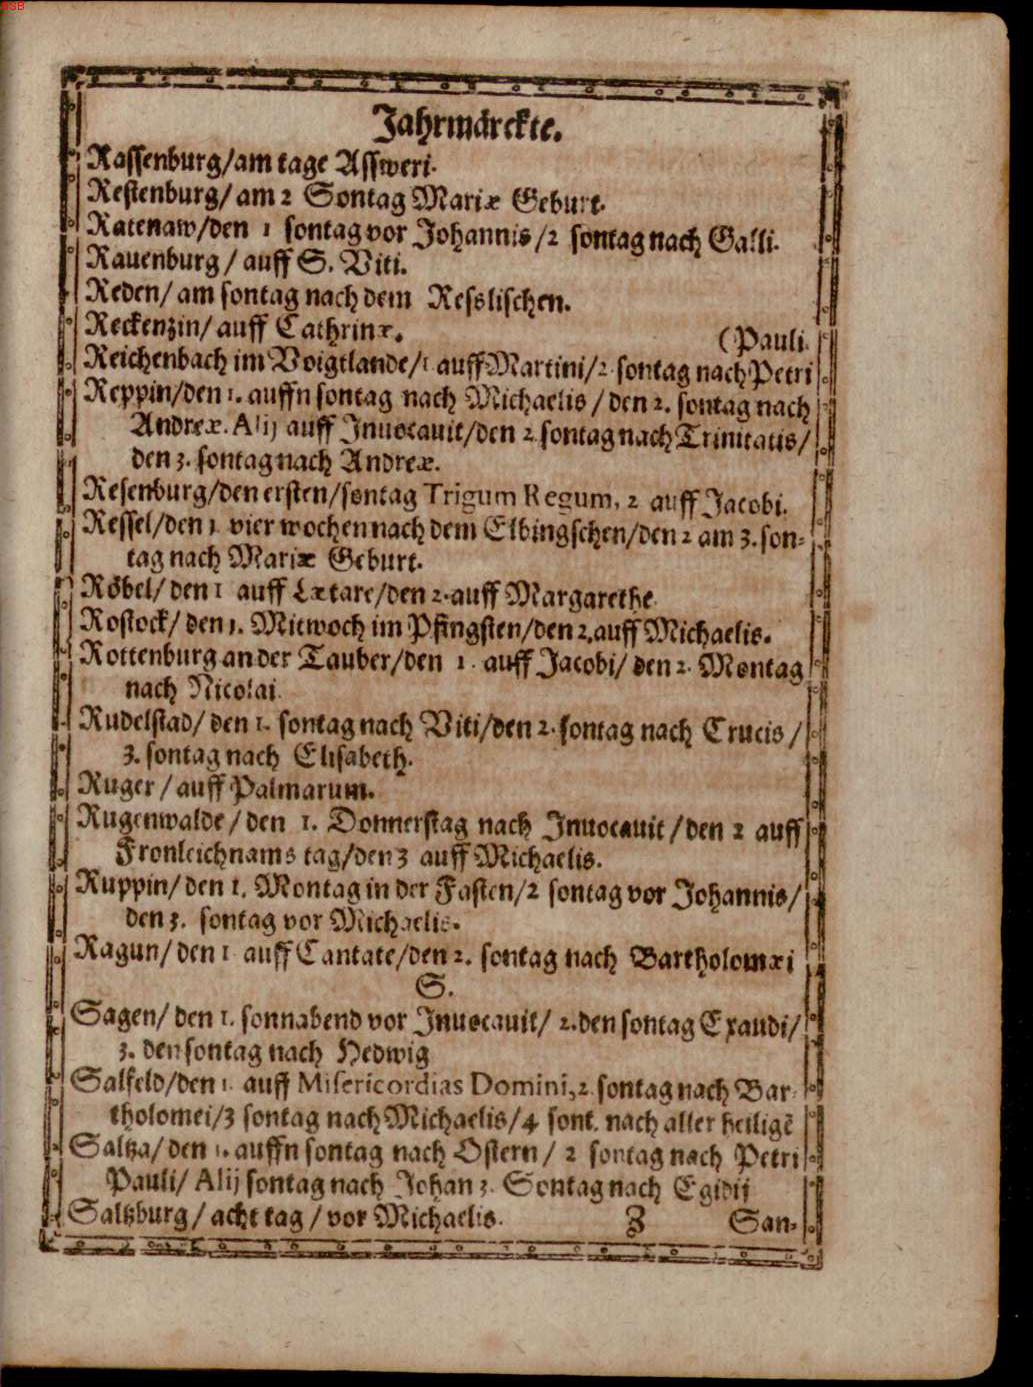 Jahrmärckte.
Rassenburg/am tage Assweri.
Restenburg/am 2 Sontag Mariæ Geburt.
Ratenaw/den 1 sontag vor Johannis/2 sontag nach Galli.
Rauenburg/auff S. Viti.
Reden/am sontag nach dem Resslischen.
Reckenzin/auff Cathrinæ. (Pauli.
Reichenbach im Voigtlande/1 auff Martini/2 sontag nach Petri
Reppin/den 1. auffn sontag nach Michaelis/den 2. sontag nach
Andreæ. Alij auff Inuocauit/den 2 sontag nach Trinitatis/
den 3. sontag nach Andreæ.
Resenburg/den ersten/sontag Trigum Regum, 2 auff Jacobi.
Ressel/den 1 vier wochen nach dem Elbingschen/den 2 am 3. son-
tag nach Mariæ Geburt.
Röbel/den 1 auff Lætare/den 2. auff Margarethe
Rostock/den 1. Mitwoch im Pfingsten/den 2. auff Michaelis.
Rottenburg an der Tauber/den 1. auff Jacobi/den 2. Montag
nach Nicolai.
Rudelstad/den 1. sontag nach Viti/den 2. sontag nach Crucis/
3. sontag nach Elisabeth.
Ruger/auff Palmarum.
Rugenwalde/den 1. Donnerstag nach Inuocauit/den 2 auff
Fronleichnams tag/den 3 auff Michaelis.
Ruppin/den 1. Montag in der Fasten/2 sontag vor Johannis/
den 3. sontag vor Michaelis.
Ragun/den 1 auff Cantate/den 2. sontag nach Bartholomæi
S.
Sagen/den 1. sonnabend vor Inuocauit/2. den sontag Exaudi/
3. den sontag nach Hedwig
Salfeld/den 1. auff Misericordias Domini, 2. sontag nach Bar-
tholomei/3 sontag nach Michaelis/4 sont. nach aller heiligē
Saltza/den 1. auffn sontag nach Ostern/2 sontag nach Petri
Pauli/Alij sontag nach Johan 3. Sontag nach Egidij
Saltzburg/acht tag/vor Michaelis. Z San-
BSB